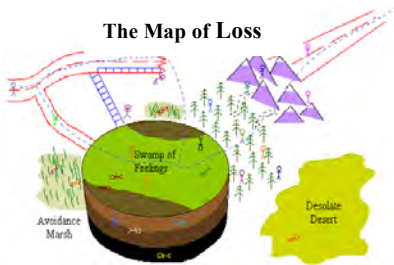 The Map of Loss
Swamp of
Feelings
Avoidance
Marsh
Desolate
Desert